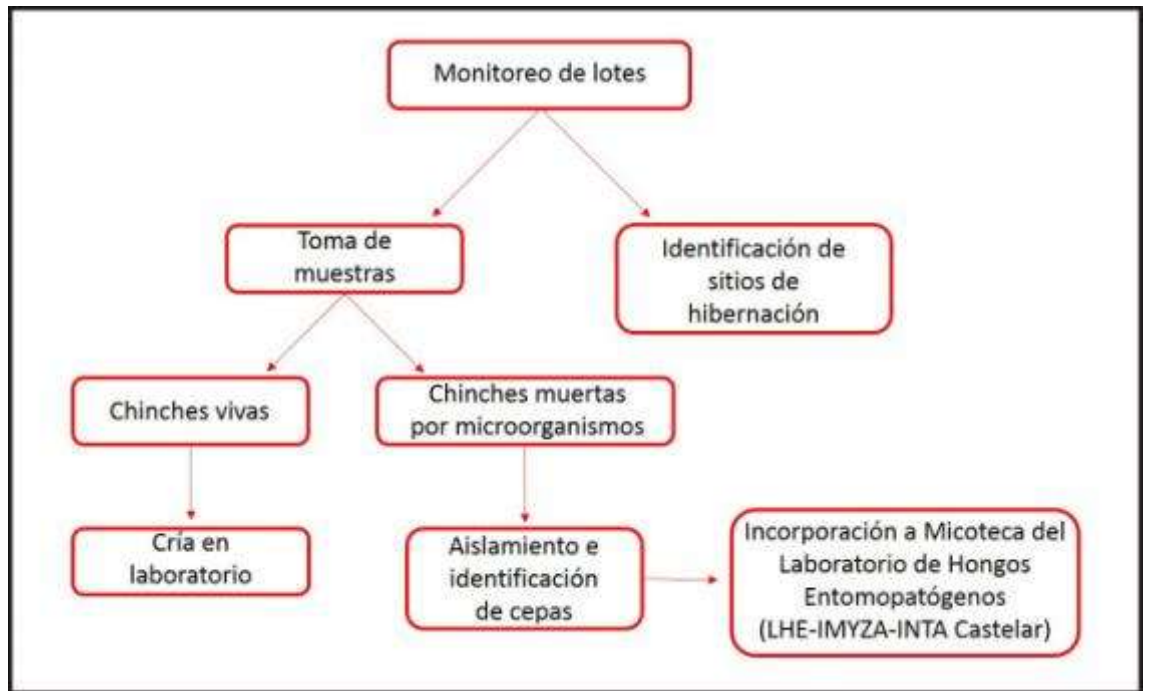 Monitoreo de lotes
Toma de
muestras
Identificación de
sitios de
hibernación
Chinches vivas
Chinches muertas
por microorganismos
Cría en
laboratorio
Aislamiento e
identificación
de cepas
Incorporación a Micoteca del
Laboratorio de Hongos
Entomopatógenos
(LHE-IMYZA-INTA Castelar)